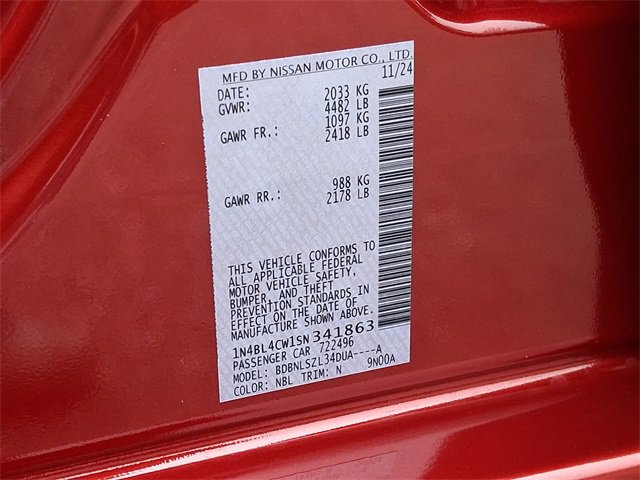 MFD BY NISSAN MOTOR CO., LTD.
DATE: 11/24
GVWR: 2033 KG
4482 LB
GAWR FR.: 1097 KG
2418 LB
GAWR RR.: 988 KG
2178 LB
THIS VEHICLE CONFORMS TO
ALL APPLICABLE FEDERAL
MOTOR VEHICLE SAFETY,
BUMPER, AND THEFT
PREVENTION STANDARDS IN
EFFECT ON THE DATE OF
MANUFACTURE SHOWN ABOVE.
1N4BL4CW1SN341863
PASSENGER CAR 722496
MODEL: BDBNLSZL34DUA----A
COLOR: NBL TRIM: N 9N00A